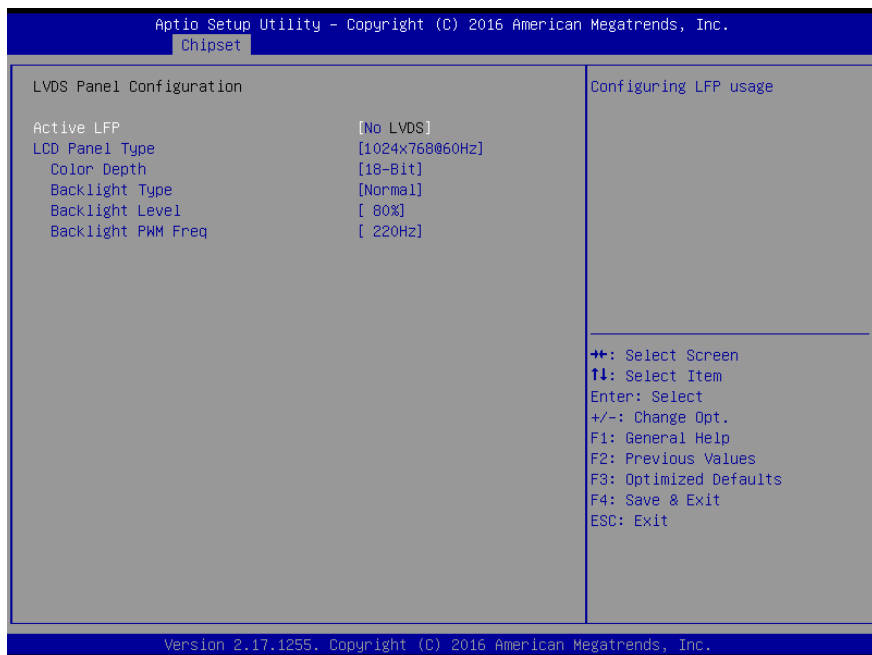 Aptio Setup Utility – Copyright (C) 2016 American Megatrends, Inc.
Chipset
LVDS Panel Configuration
Active LFP [No LVDS]
LCD Panel Type [1024x768@60Hz]
Color Depth [18-Bit]
Backlight Type [Normal]
Backlight Level [ 80%]
Backlight PWM Freq [ 220Hz]
Configuring LFP usage
→←: Select Screen
↑↓: Select Item
Enter: Select
+/-: Change Opt.
F1: General Help
F2: Previous Values
F3: Optimized Defaults
F4: Save & Exit
ESC: Exit
Version 2.17.1255. Copyright (C) 2016 American Megatrends, Inc.